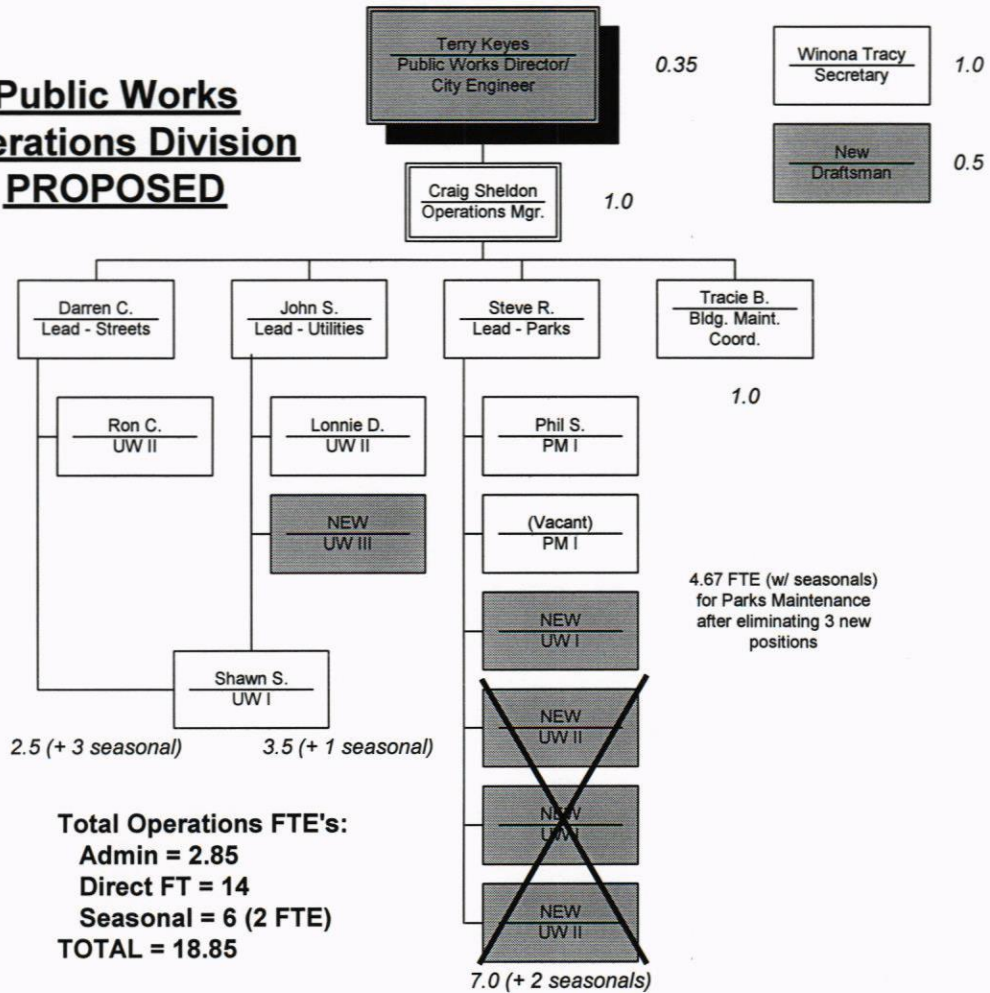 Public Works
erations Division
PROPOSED
Terry Keyes
Public Works Director/
City Engineer
0.35
Winona Tracy
Secretary
1.0
New
Draftsman
0.5
Craig Sheldon
Operations Mgr.
1.0
Darren C.
Lead - Streets
John S.
Lead - Utilities
Steve R.
Lead - Parks
Tracie B.
Bldg. Maint.
Coord.
1.0
Ron C.
UW II
Lonnie D.
UW II
Phil S.
PM I
NEW
UW III
(Vacant)
PM I
4.67 FTE (w/ seasonals)
for Parks Maintenance
after eliminating 3 new
positions
NEW
UW I
Shawn S.
UW I
NEW
UW II
2.5 (+ 3 seasonal)
3.5 (+ 1 seasonal)
NEW
UW I
NEW
UW II
7.0 (+ 2 seasonals)
Total Operations FTE's:
Admin = 2.85
Direct FT = 14
Seasonal = 6 (2 FTE)
TOTAL = 18.85